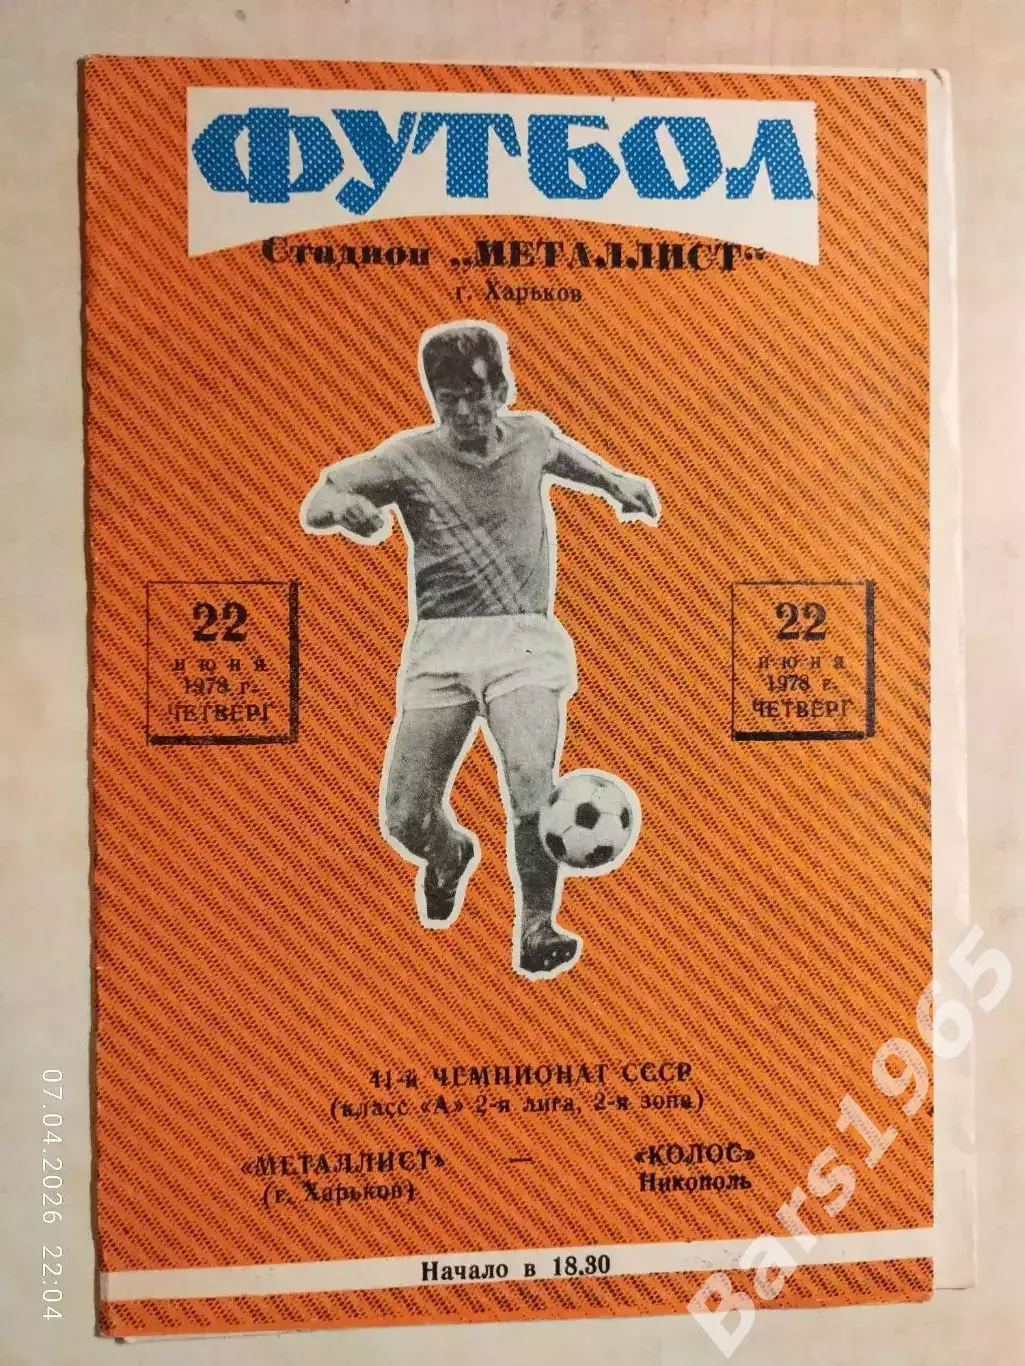 ФУТБОЛ
Стадион „МЕТАЛЛИСТ“
г. Харьков
22
июня
1978 г.
ЧЕТВЕРГ
22
июня
1978 г.
ЧЕТВЕРГ
41-й ЧЕМПИОНАТ СССР
(класс «А» 2-я лига, 2-я зона)
«МЕТАЛЛИСТ» — «КОЛОС»
(г. Харьков) Никополь
Начало в 18.30
07.04.2026 22:04
Bars1965